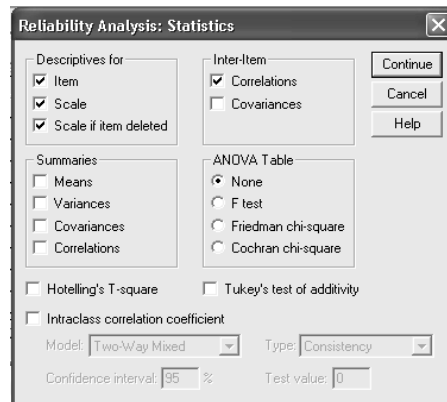 Reliability Analysis: Statistics
Descriptives for
Item
Scale
Scale if item deleted
Inter-Item
Correlations
Covariances
Continue
Cancel
Help
Summaries
Means
Variances
Covariances
Correlations
ANOVA Table
None
F test
Friedman chi-square
Cochran chi-square
Hotelling's T-square
Tukey's test of additivity
Intraclass correlation coefficient
Model: Two-Way Mixed
Type: Consistency
Confidence interval: 95 %
Test value: 0